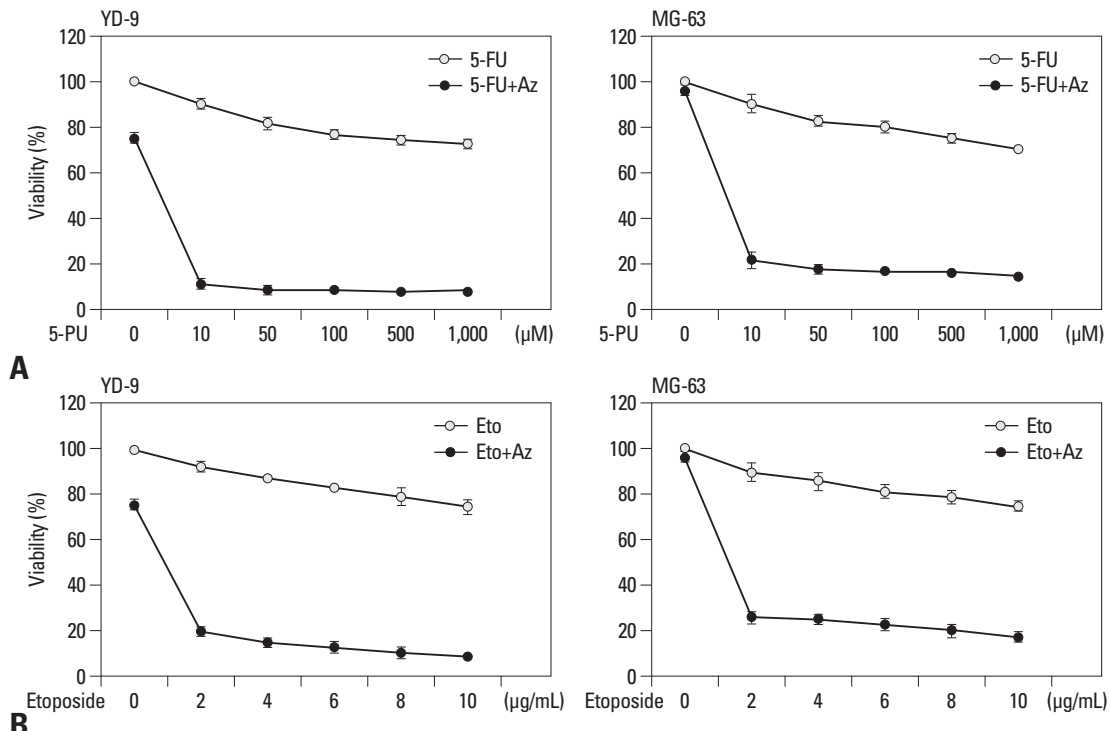 YD-9
120
100
80
60
40
20
0
Viability (%)
5-FU
5-FU+Az
5-PU 0 10 50 100 500 1,000 (µM)
MG-63
120
100
80
60
40
20
0
5-FU
5-FU+Az
5-PU 0 10 50 100 500 1,000 (µM)
A
YD-9
120
100
80
60
40
20
0
Viability (%)
Eto
Eto+Az
Etoposide 0 2 4 6 8 10 (µg/mL)
MG-63
120
100
80
60
40
20
0
Viability (%)
Eto
Eto+Az
Etoposide 0 2 4 6 8 10 (µg/mL)
B